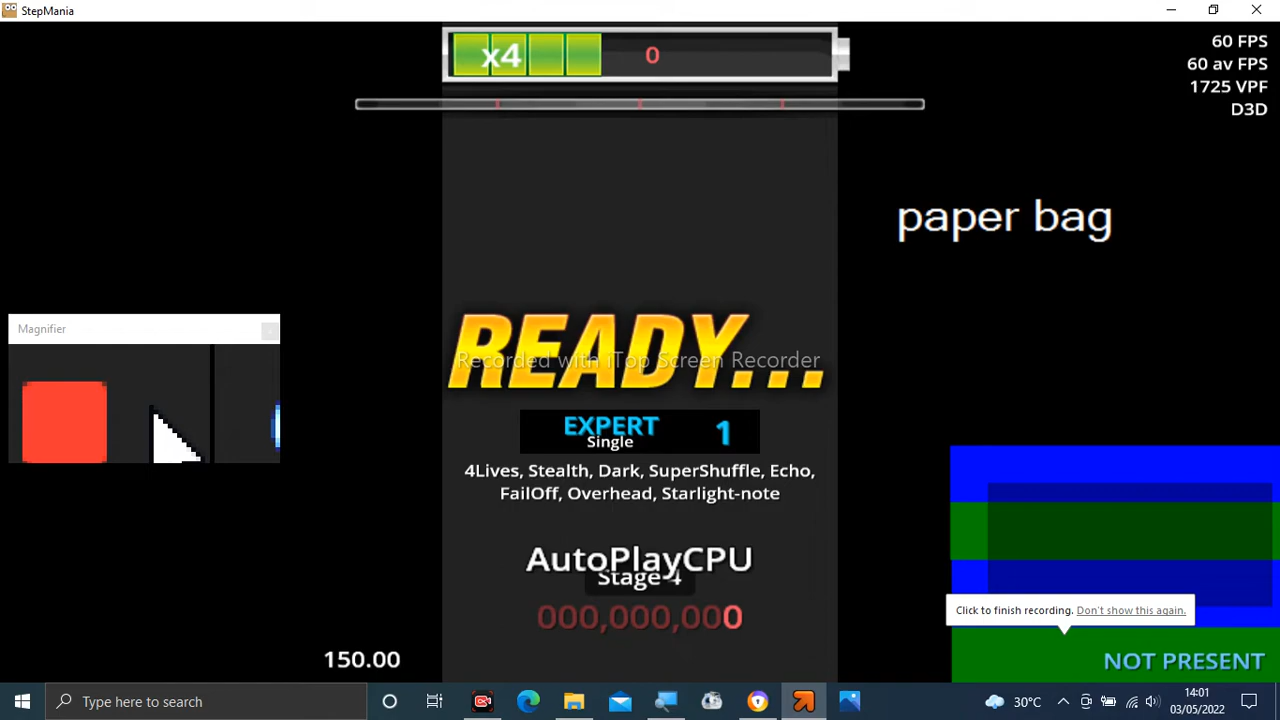 StepMania
x4
0
60 FPS
60 av FPS
1725 VPF
D3D
paper bag
Magnifier
READY...
Recorded with iTop Screen Recorder
EXPERT 1
Single
4Lives, Stealth, Dark, SuperShuffle, Echo,
FailOff, Overhead, Starlight-note
AutoPlayCPU
Stage 4
000,000,000
Click to finish recording. Don't show this again.
150.00
NOT PRESENT
Type here to search
30°C
14:01
03/05/2022